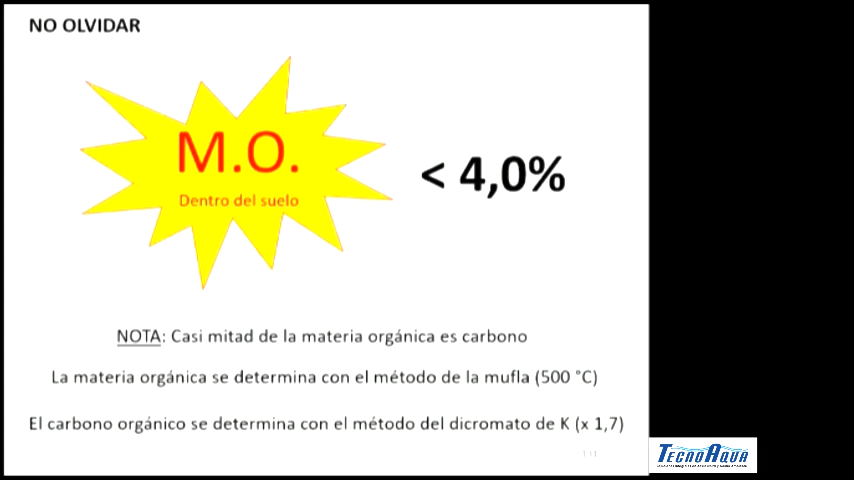 NO OLVIDAR
M.O.
Dentro del suelo
< 4,0%
NOTA: Casi mitad de la materia orgánica es carbono
La materia orgánica se determina con el método de la mufla (500 °C)
El carbono orgánico se determina con el método del dicromato de K (x 1,7)
TECNOAQUA